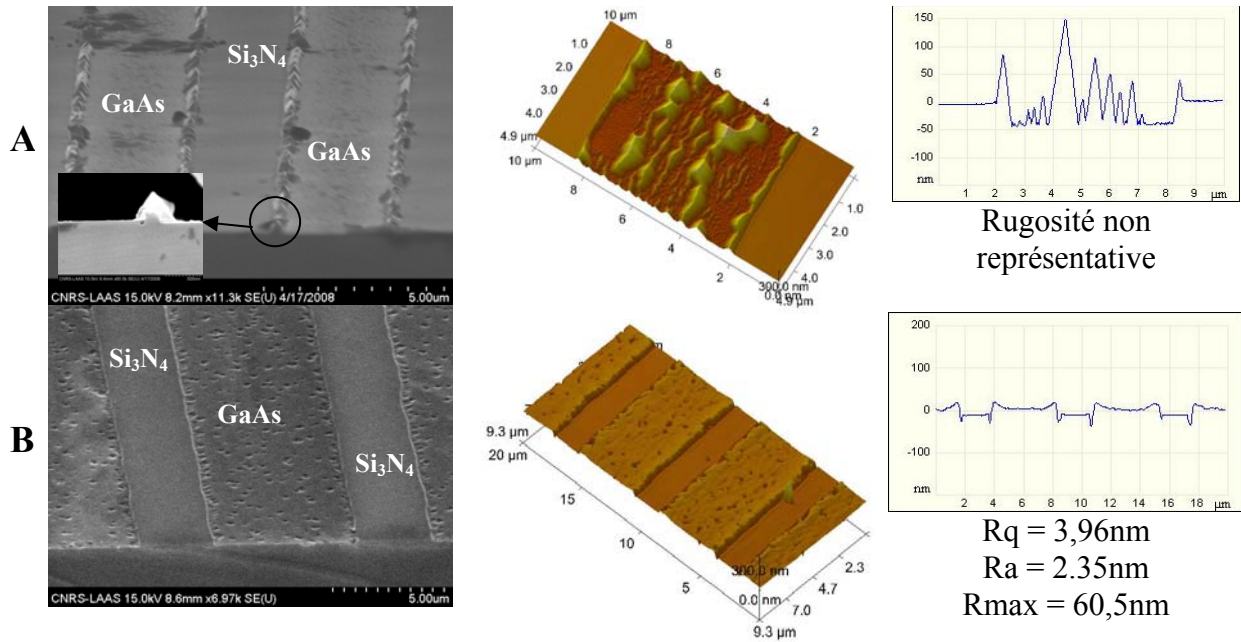 A
Si₃N₄
GaAs
GaAs
CNRS-LAAS 15.0kV 8.2mm x11.3k SE(U) 4/17/2008 5.00um
10 µm
8
6
4
2
1.0
2.0
3.0
4.0
4.9 µm
10 µm
8
6
4
2
1.0
2.0
3.0
4.0
4.9 µm
300.0 nm
0.0 nm
150
100
50
0
-50
-100
nm
1 2 3 4 5 6 7 8 9 µm
Rugosité non
représentative
B
Si₃N₄
GaAs
Si₃N₄
CNRS-LAAS 15.0kV 8.6mm x6.97k SE(U) 5.00um
9.3 µm
20 µm
15
10
5
2.3
4.7
7.0
9.3 µm
300.0 nm
0.0 nm
200
100
0
-100
nm
2 4 6 8 10 12 14 16 18 µm
Rq = 3,96nm
Ra = 2.35nm
Rmax = 60,5nm